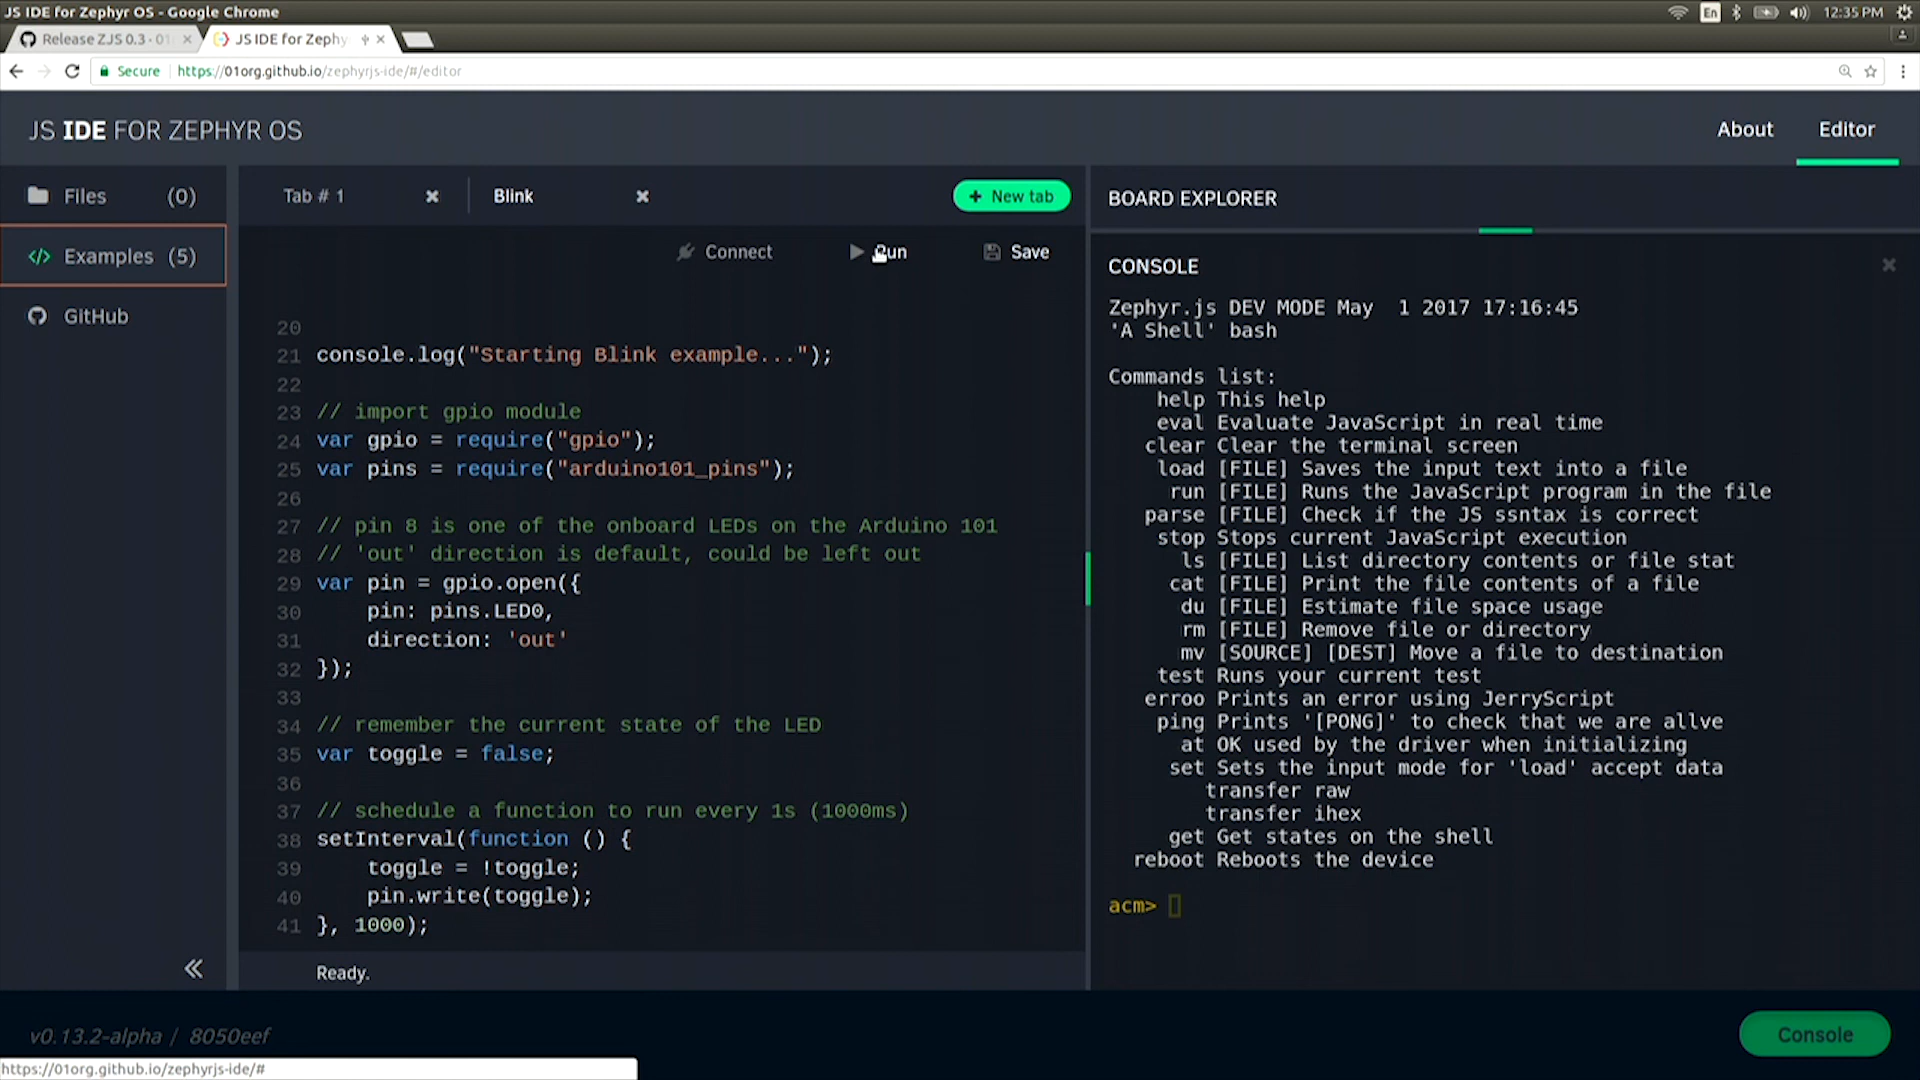 JS IDE for Zephyr OS - Google Chrome
En
12:35 PM
Release ZJS 0.3 · 01
JS IDE for Zephy
Secure
https://01org.github.io/zephyrjs-ide/#/editor
JS IDE FOR ZEPHYR OS
About
Editor
Files (0)
Examples (5)
GitHub
Tab # 1
Blink
+ New tab
Connect
Run
Save
20
21 console.log("Starting Blink example...");
22
23 // import gpio module
24 var gpio = require("gpio");
25 var pins = require("arduino101_pins");
26
27 // pin 8 is one of the onboard LEDs on the Arduino 101
28 // 'out' direction is default, could be left out
29 var pin = gpio.open({
30 pin: pins.LED0,
31 direction: 'out'
32 });
33
34 // remember the current state of the LED
35 var toggle = false;
36
37 // schedule a function to run every 1s (1000ms)
38 setInterval(function () {
39 toggle = !toggle;
40 pin.write(toggle);
41 }, 1000);
Ready.
BOARD EXPLORER
CONSOLE
Zephyr.js DEV MODE May 1 2017 17:16:45
'A Shell' bash
Commands list:
help This help
eval Evaluate JavaScript in real time
clear Clear the terminal screen
load [FILE] Saves the input text into a file
run [FILE] Runs the JavaScript program in the file
parse [FILE] Check if the JS ssntax is correct
stop Stops current JavaScript execution
ls [FILE] List directory contents or file stat
cat [FILE] Print the file contents of a file
du [FILE] Estimate file space usage
rm [FILE] Remove file or directory
mv [SOURCE] [DEST] Move a file to destination
test Runs your current test
erroo Prints an error using JerryScript
ping Prints '[PONG]' to check that we are allve
at OK used by the driver when initializing
set Sets the input mode for 'load' accept data
transfer raw
transfer ihex
get Get states on the shell
reboot Reboots the device
acm>
v0.13.2-alpha / 8050eef
Console
https://01org.github.io/zephyrjs-ide/#